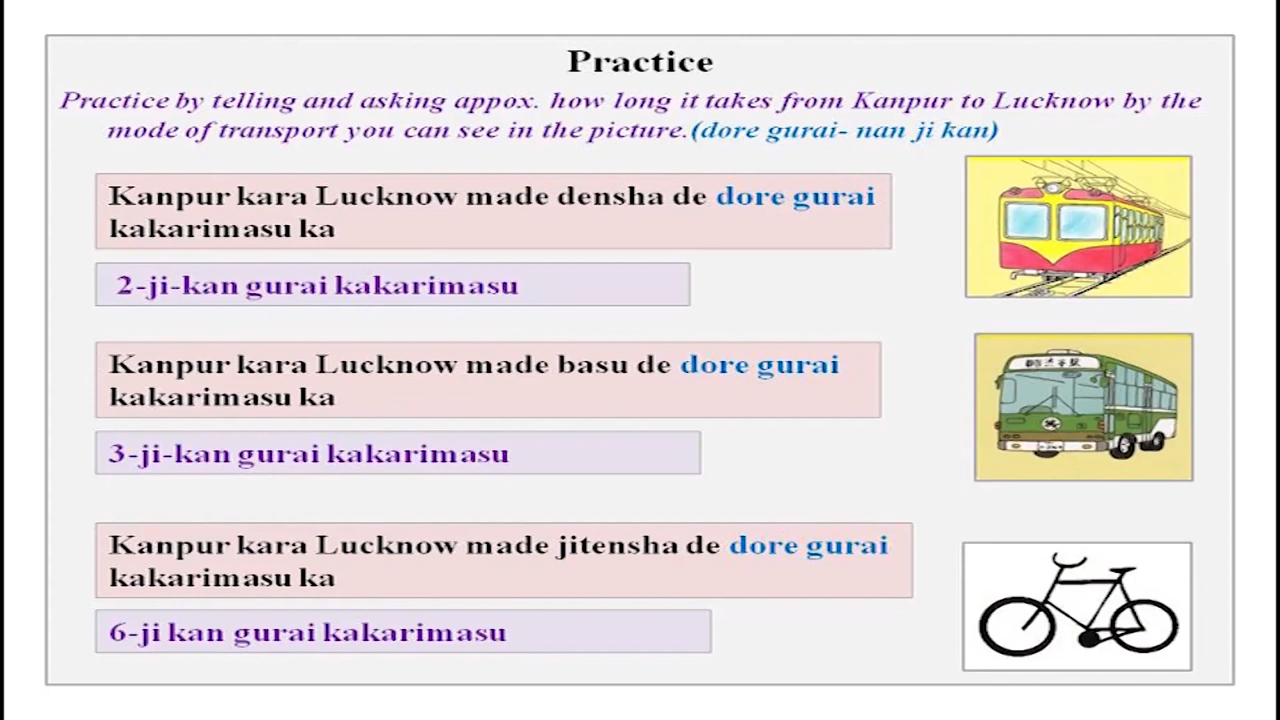 Practice
Practice by telling and asking appox. how long it takes from Kanpur to Lucknow by the
mode of transport you can see in the picture.(dore gurai- nan ji kan)
Kanpur kara Lucknow made densha de dore gurai
kakarimasu ka
2-ji-kan gurai kakarimasu
Kanpur kara Lucknow made basu de dore gurai
kakarimasu ka
3-ji-kan gurai kakarimasu
Kanpur kara Lucknow made jitensha de dore gurai
kakarimasu ka
6-ji kan gurai kakarimasu